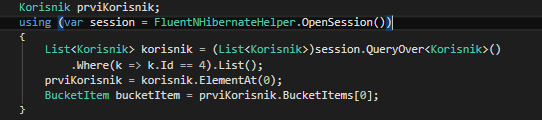 Korisnik prviKorisnik;
using (var session = FluentNHibernateHelper.OpenSession())
{
List<Korisnik> korisnik = (List<Korisnik>)session.QueryOver<Korisnik>()
.Where(k => k.Id == 4).List();
prviKorisnik = korisnik.ElementAt(0);
BucketItem bucketItem = prviKorisnik.BucketItems[0];
}